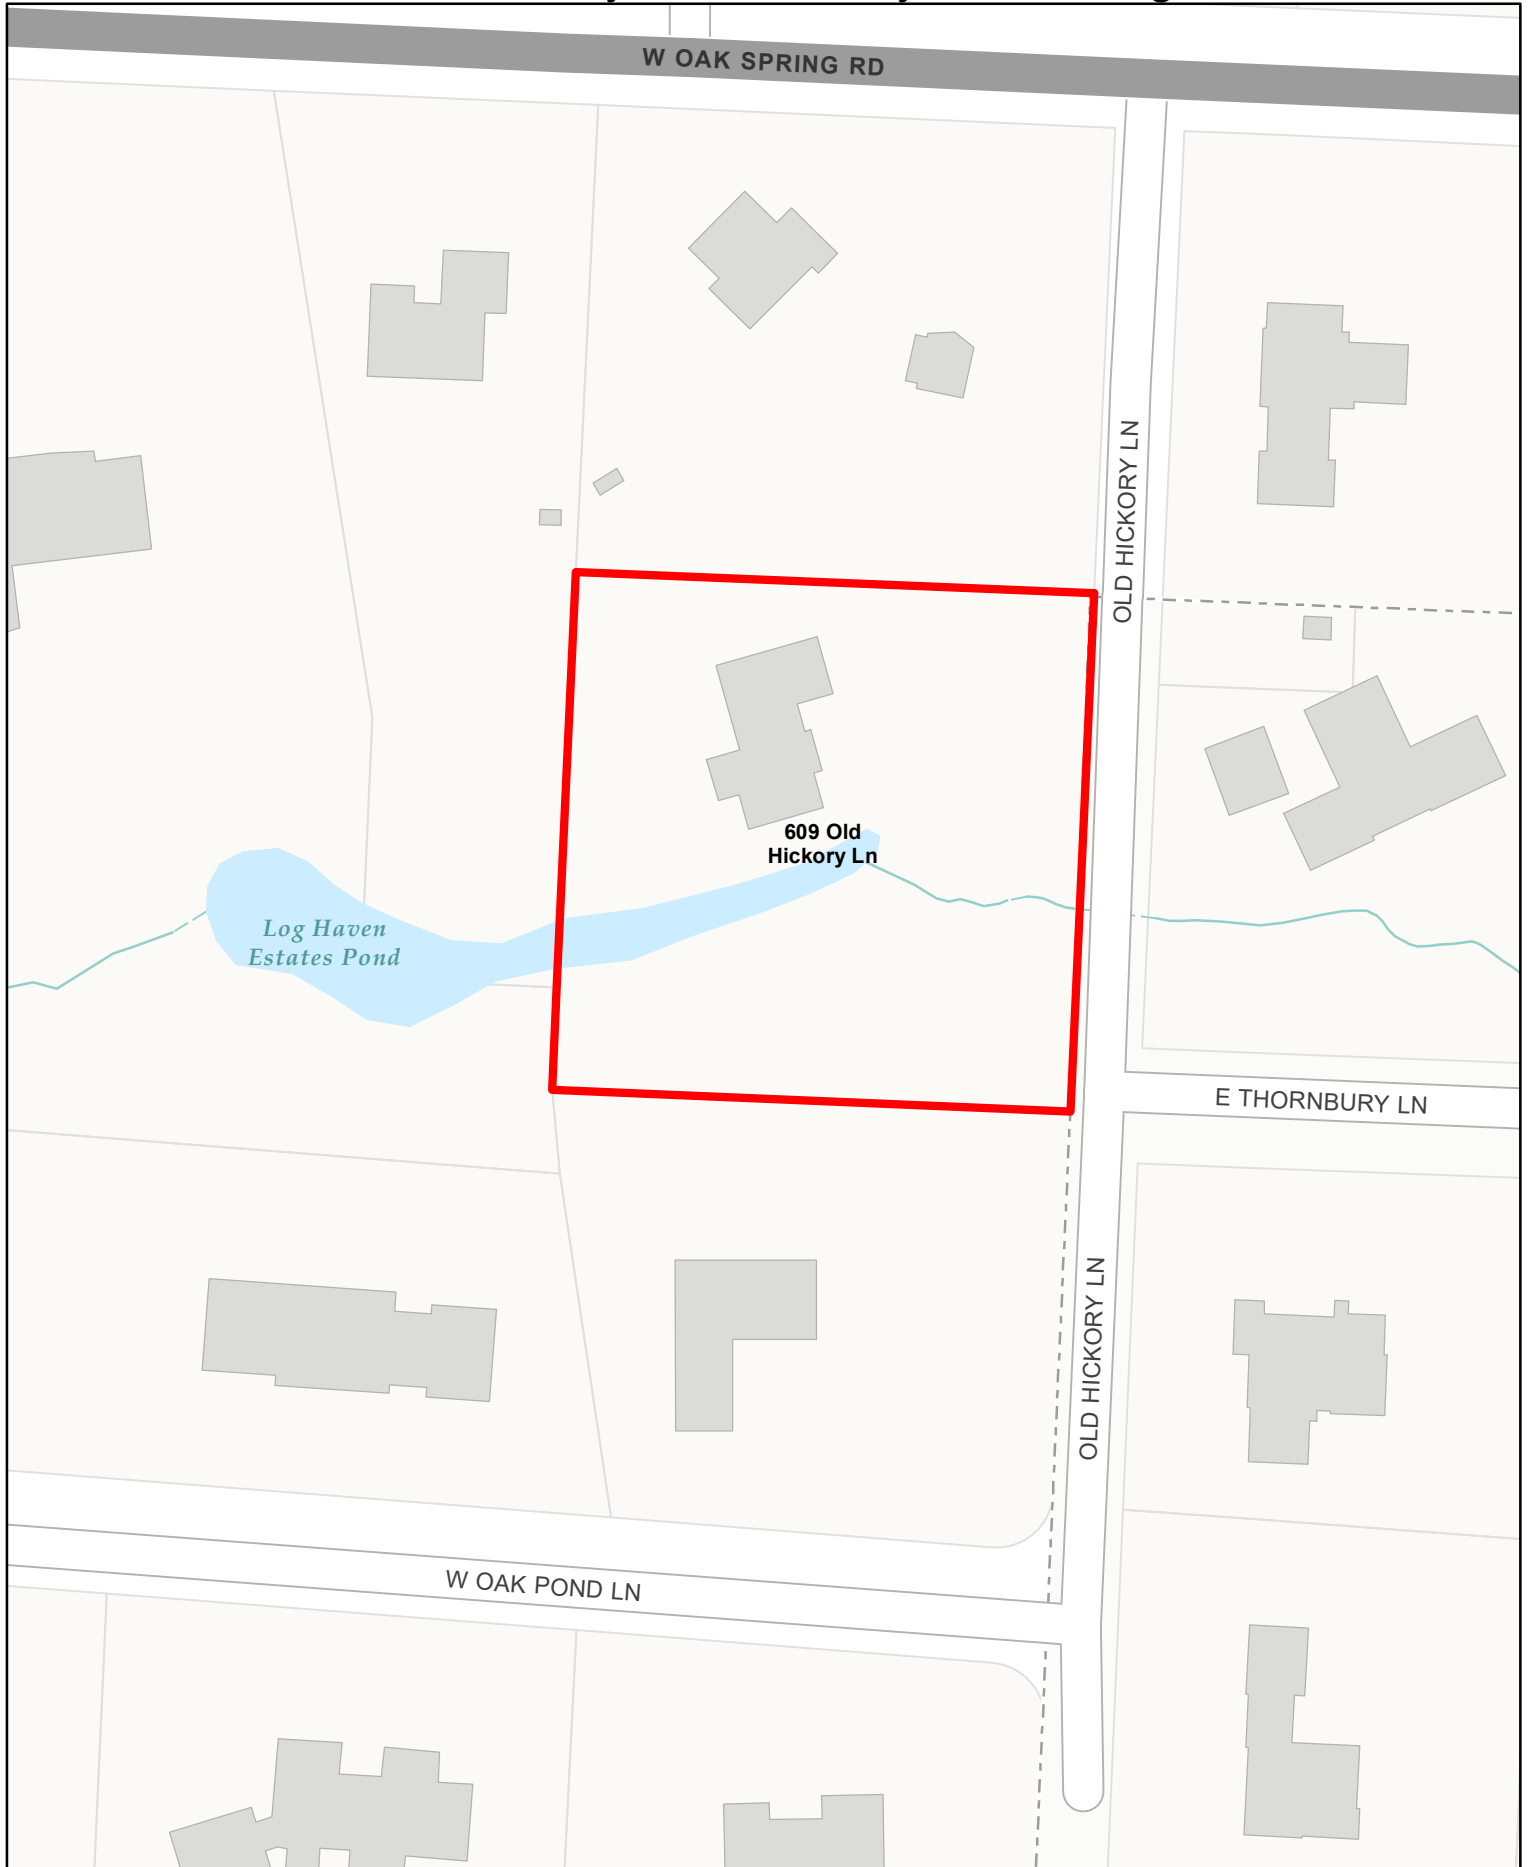 W OAK SPRING RD
OLD HICKORY LN
609 Old
Hickory Ln
Log Haven
Estates Pond
E THORNBURY LN
OLD HICKORY LN
W OAK POND LN